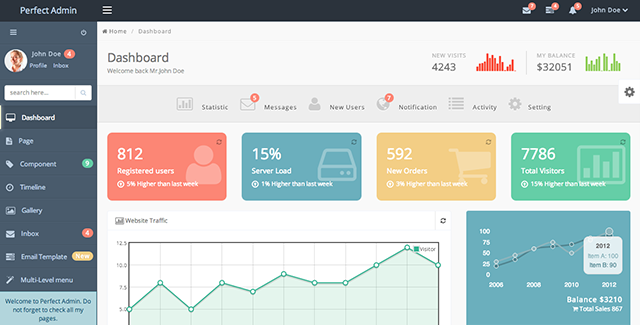 Perfect Admin
7
4
5
John Doe
Home / Dashboard
John Doe 4
Profile Inbox
search here...
Dashboard
Page
Component 9
Timeline
Gallery
Inbox 4
Email Template New
Multi-Level menu
Welcome to Perfect Admin. Do
not forget to check all my
pages.
Dashboard
Welcome back Mr.John Doe
NEW VISITS
4243
MY BALANCE
$32051
Statistic
5
Messages
New Users
7
Notification
Activity
Setting
812
Registered users
5% Higher than last week
15%
Server Load
1% Higher than last week
592
New Orders
3% Higher than last week
7786
Total Visitors
15% Higher than last week
Website Traffic
12.5
10.0
7.5
5.0
Visitor
100
75
50
25
0
2006 2008 2010 2012
2012
Item A: 100
Item B: 90
Balance $3210
Total Sales 867